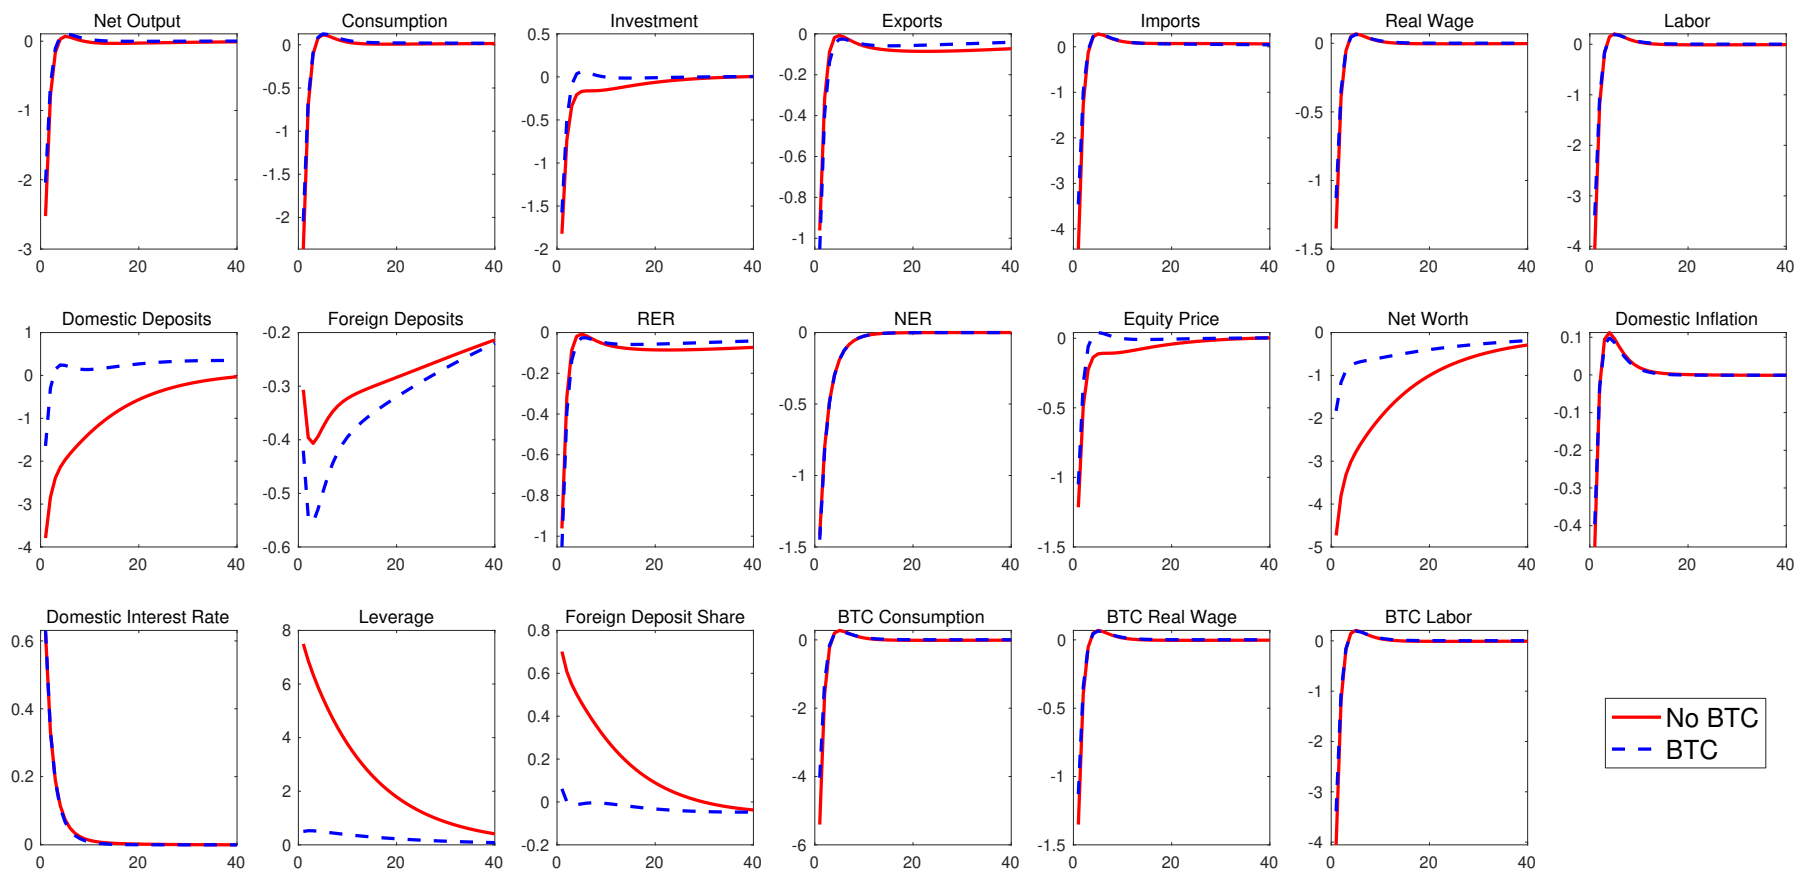 Net Output
Consumption
Investment
Exports
Imports
Real Wage
Labor
0
-1
-2
-3
0 20 40
0
-0.5
-1
-1.5
-2
0 20 40
0.5
0
-0.5
-1
-1.5
-2
0 20 40
0
-0.2
-0.4
-0.6
-0.8
-1
0 20 40
0
-1
-2
-3
-4
0 20 40
0
-0.5
-1
-1.5
0 20 40
0
-1
-2
-3
-4
0 20 40
Domestic Deposits
Foreign Deposits
RER
NER
Equity Price
Net Worth
Domestic Inflation
1
0
-1
-2
-3
-4
0 20 40
-0.2
-0.3
-0.4
-0.5
-0.6
0 20 40
0
-0.2
-0.4
-0.6
-0.8
-1
0 20 40
0
-0.5
-1
-1.5
0 20 40
0
-0.5
-1
-1.5
0 20 40
0
-1
-2
-3
-4
-5
0 20 40
0.1
0
-0.1
-0.2
-0.3
-0.4
0 20 40
Domestic Interest Rate
Leverage
Foreign Deposit Share
BTC Consumption
BTC Real Wage
BTC Labor
0.6
0.4
0.2
0
0 20 40
8
6
4
2
0
0 20 40
0.8
0.6
0.4
0.2
0
-0.2
0 20 40
0
-2
-4
-6
0 20 40
0
-0.5
-1
-1.5
0 20 40
0
-1
-2
-3
-4
0 20 40
No BTC
BTC